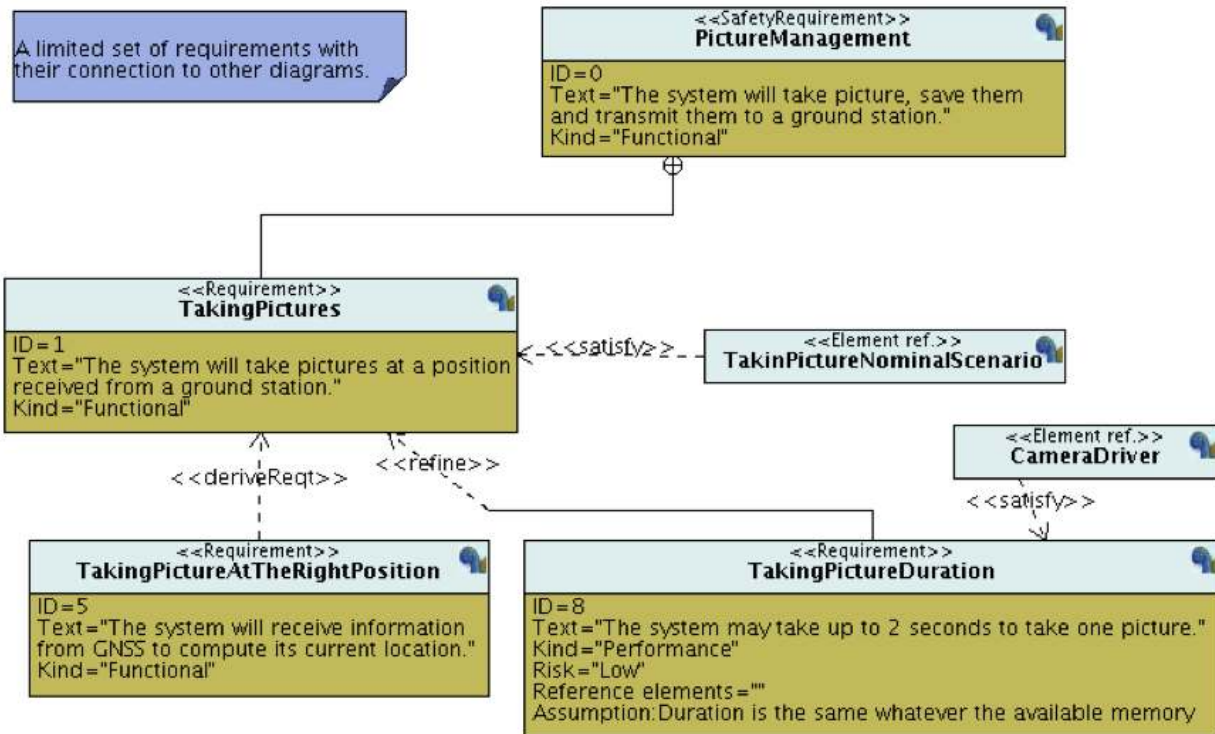 A limited set of requirements with
their connection to other diagrams.
<<SafetyRequirement>>
PictureManagement
ID=0
Text="The system will take picture, save them
and transmit them to a ground station."
Kind="Functional"
<<Requirement>>
TakingPictures
ID=1
Text="The system will take pictures at a position
received from a ground station."
Kind="Functional"
<<satisfy>>
<<Element ref.>>
TakinPictureNominalScenario
<<Element ref.>>
CameraDriver
<<satisfy>>
<<deriveReqt>>
<<refine>>
<<Requirement>>
TakingPictureAtTheRightPosition
ID=5
Text="The system will receive information
from GNSS to compute its current location."
Kind="Functional"
<<Requirement>>
TakingPictureDuration
ID=8
Text="The system may take up to 2 seconds to take one picture."
Kind="Performance"
Risk="Low"
Reference elements=""
Assumption:Duration is the same whatever the available memory